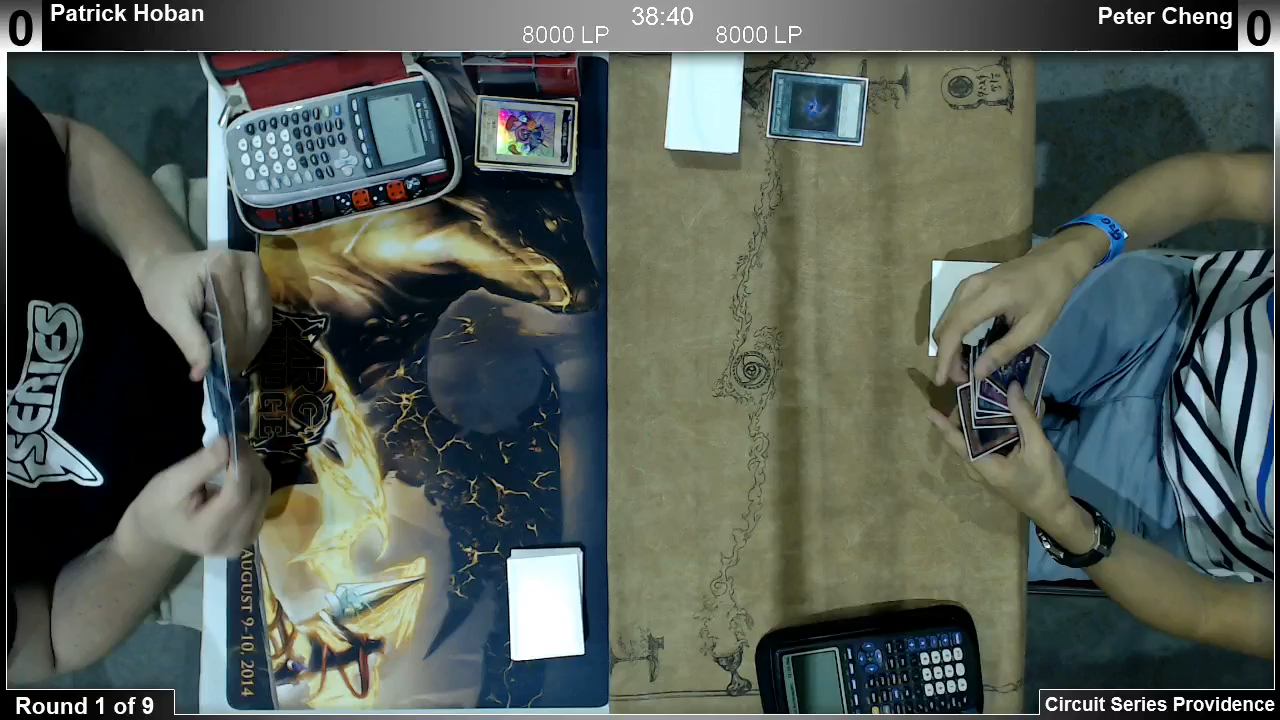 0
Patrick Hoban
38:40
8000 LP
8000 LP
Peter Cheng
0
SERIES
ARG
AUGUST 9-10, 2014
Round 1 of 9
Circuit Series Providence